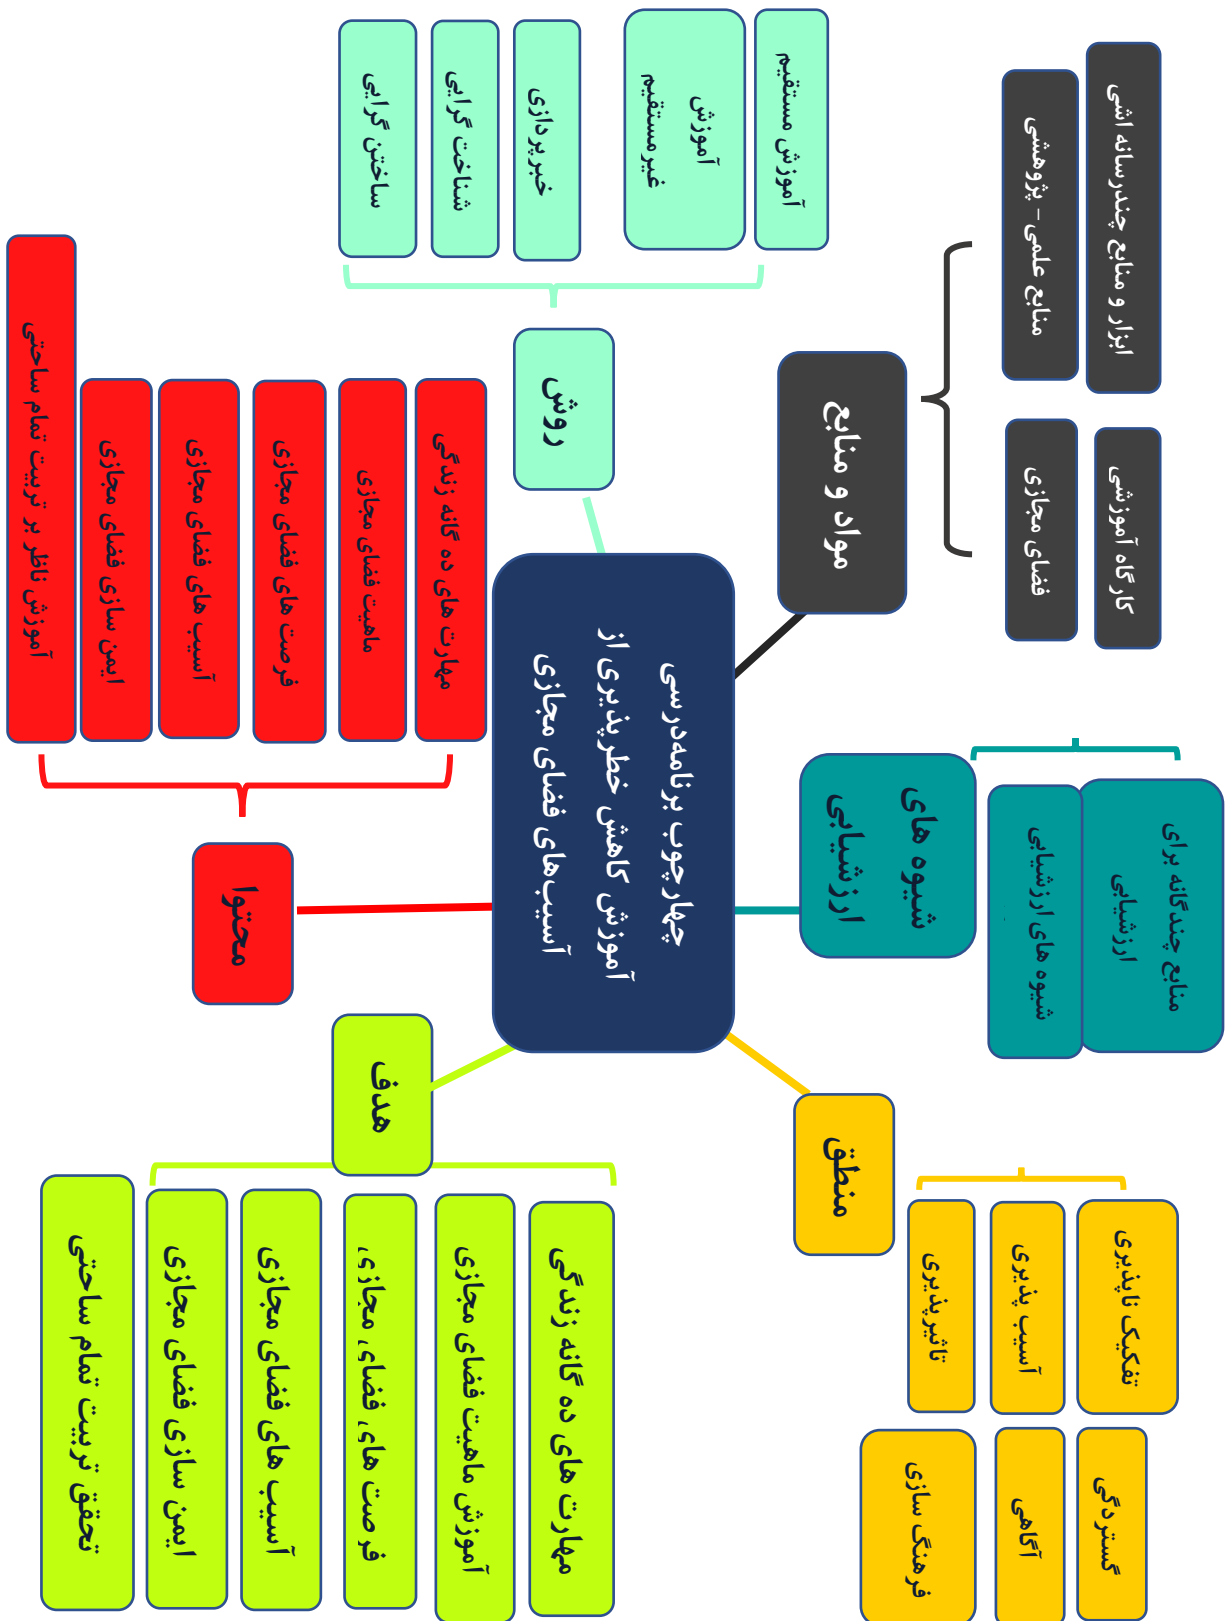 چهارچوب برنامه‌درسی
آموزش کاهش خطرپذیری از
آسیب‌های فضای مجازی
منطق
تفکیک ناپذیری
آسیب پذیری
تاثیرپذیری
گستردگی
آگاهی
فرهنگ سازی
هدف
مهارت های ده گانه زندگی
آموزش ماهیت فضای مجازی
فرصت های، فضای، مجازی
آسیب های فضای مجازی
ایمن سازی فضای مجازی
تحقق تربیت تمام ساحتی
محتوا
مهارت های ده گانه زندگی
ماهیت فضای مجازی
فرصت های فضای مجازی
آسیب های فضای مجازی
ایمن سازی فضای مجازی
آموزش ناظر بر تربیت تمام ساحتی
روش
آموزش مستقیم
آموزش
غیرمستقیم
خبرپردازی
شناخت گرایی
ساختن گرایی
مواد و منابع
ابزار و منابع چندرسانه اشی
منابع علمی - پژوهشی
کارگاه آموزشی
فضای مجازی
شیوه های
ارزشیابی
منابع چندگانه برای
ارزشیابی
شیوه های ارزشیابی